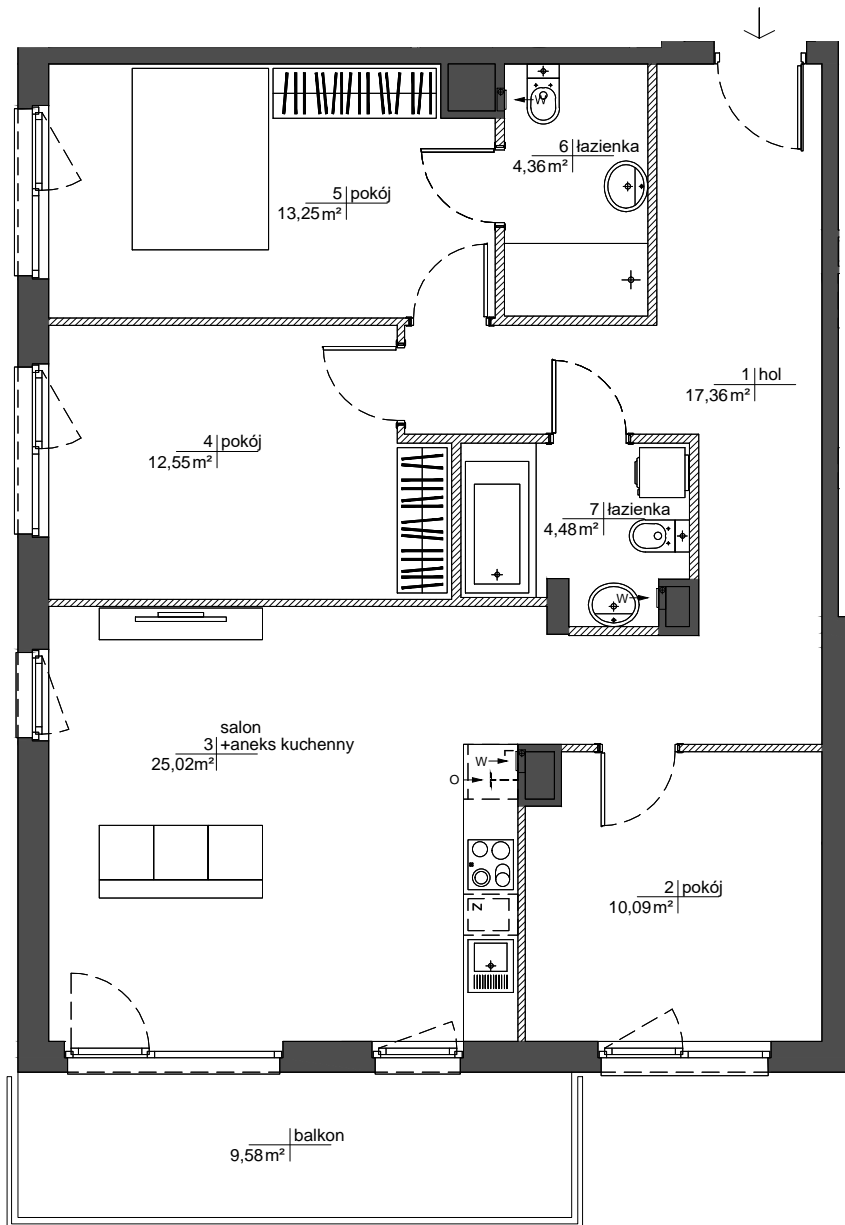 W
6 łazienka
4,36 m²
5 pokój
13,25 m²
1 hol
17,36 m²
4 pokój
12,55 m²
7 łazienka
4,48 m²
W
salon
3 +aneks kuchenny
25,02 m²
W
O
2 pokój
10,09 m²
Z
balkon
9,58 m²